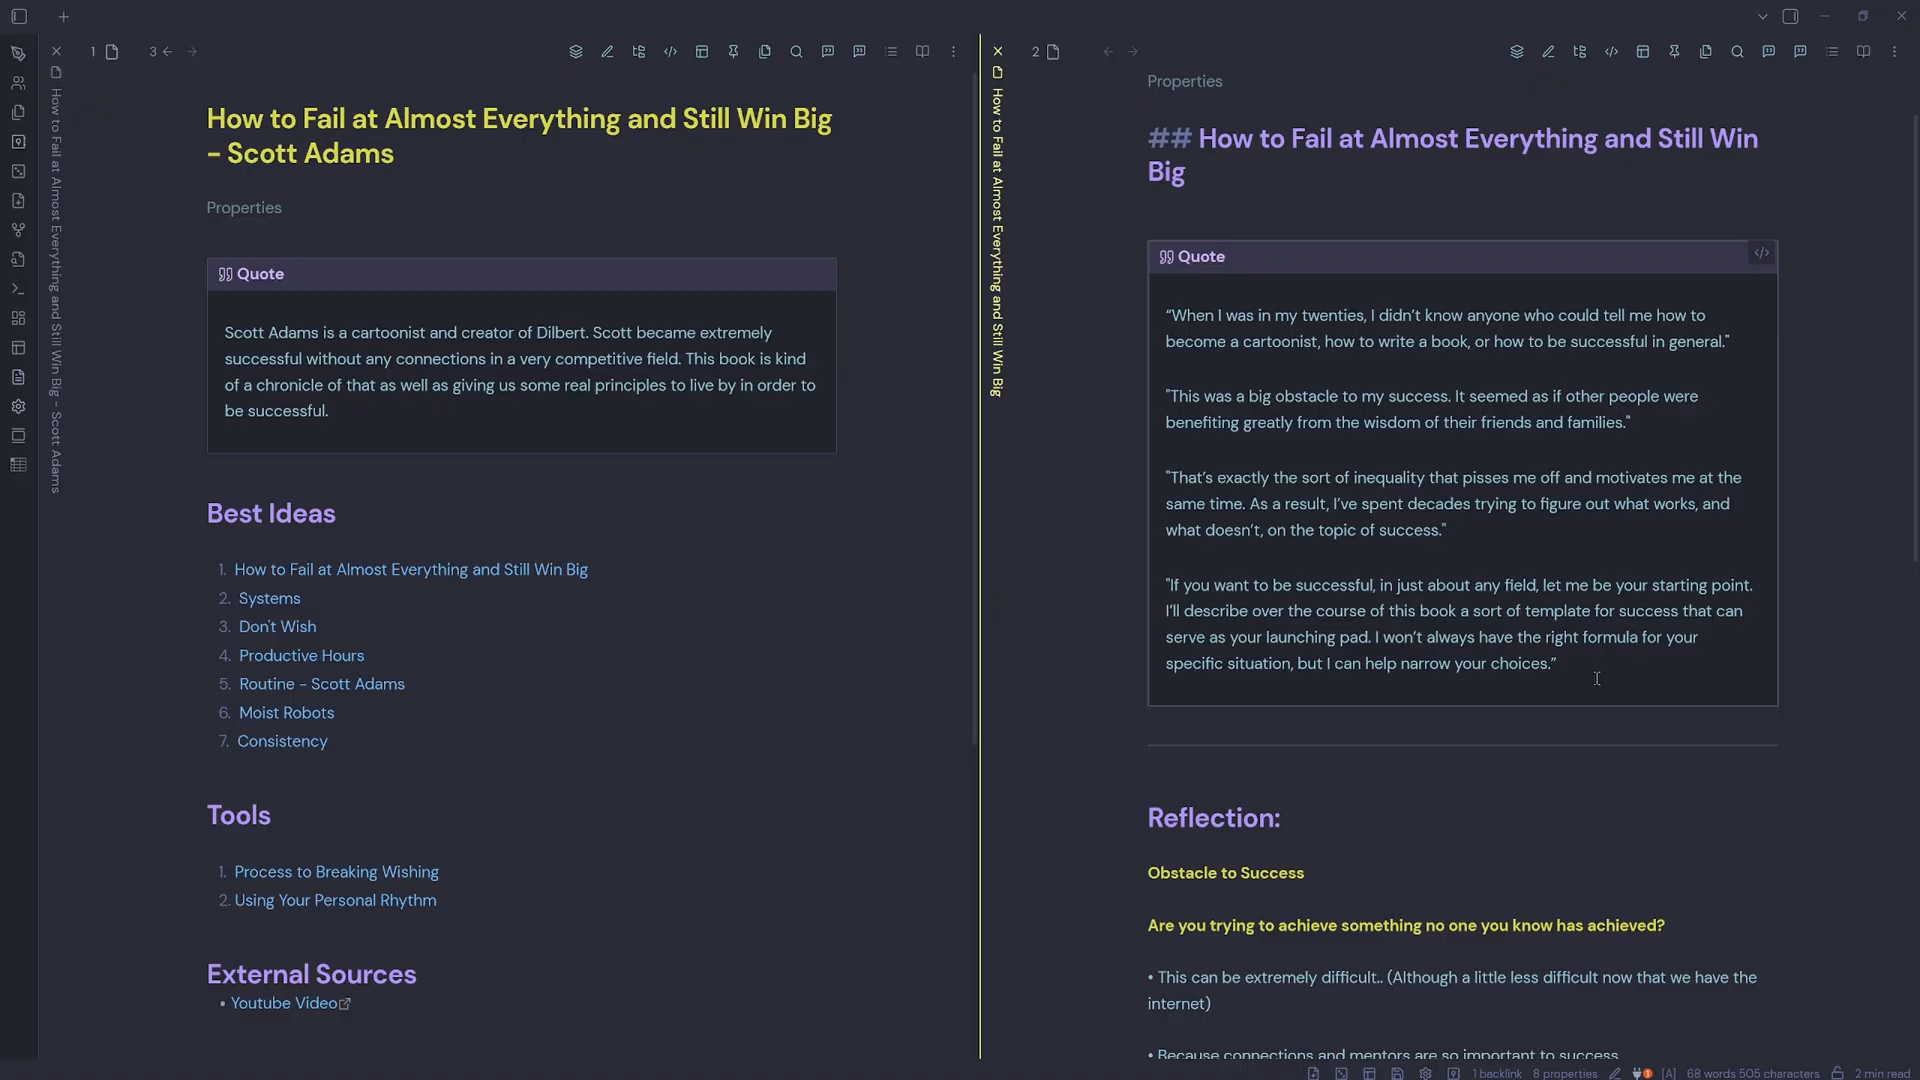 1
3
How to Fail at Almost Everything and Still Win Big - Scott Adams
How to Fail at Almost Everything and Still Win Big
– Scott Adams
Properties
Quote
Scott Adams is a cartoonist and creator of Dilbert. Scott became extremely
successful without any connections in a very competitive field. This book is kind
of a chronicle of that as well as giving us some real principles to live by in order to
be successful.
Best Ideas
1. How to Fail at Almost Everything and Still Win Big
2. Systems
3. Don't Wish
4. Productive Hours
5. Routine - Scott Adams
6. Moist Robots
7. Consistency
Tools
1. Process to Breaking Wishing
2. Using Your Personal Rhythm
External Sources
• Youtube Video
2
How to Fail at Almost Everything and Still Win Big
Properties
## How to Fail at Almost Everything and Still Win
Big
Quote
“When I was in my twenties, I didn’t know anyone who could tell me how to
become a cartoonist, how to write a book, or how to be successful in general."
"This was a big obstacle to my success. It seemed as if other people were
benefiting greatly from the wisdom of their friends and families."
"That’s exactly the sort of inequality that pisses me off and motivates me at the
same time. As a result, I’ve spent decades trying to figure out what works, and
what doesn’t, on the topic of success."
"If you want to be successful, in just about any field, let me be your starting point.
I’ll describe over the course of this book a sort of template for success that can
serve as your launching pad. I won’t always have the right formula for your
specific situation, but I can help narrow your choices.”
Reflection:
Obstacle to Success
Are you trying to achieve something no one you know has achieved?
• This can be extremely difficult.. (Although a little less difficult now that we have the
internet)
• Because connections and mentors are so important to success
1 backlink 8 properties [A] 68 words 505 characters 2 min read